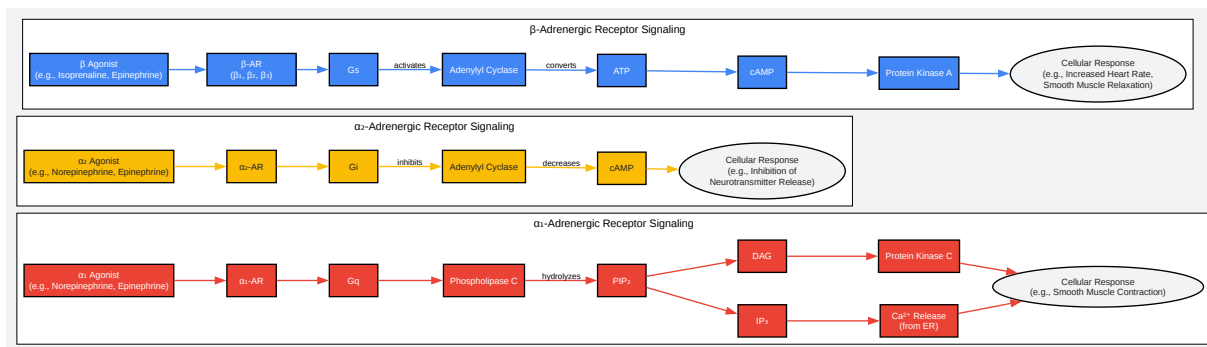 β-Adrenergic Receptor Signaling
β Agonist
(e.g., Isoprenaline, Epinephrine)
β-AR
(β₁, β₂, β₃)
Gs
activates
Adenylyl Cyclase
converts
ATP
cAMP
Protein Kinase A
Cellular Response
(e.g., Increased Heart Rate,
Smooth Muscle Relaxation)
α₂-Adrenergic Receptor Signaling
α₂ Agonist
(e.g., Norepinephrine, Epinephrine)
α₂-AR
Gi
inhibits
Adenylyl Cyclase
decreases
cAMP
Cellular Response
(e.g., Inhibition of
Neurotransmitter Release)
α₁-Adrenergic Receptor Signaling
α₁ Agonist
(e.g., Norepinephrine, Epinephrine)
α₁-AR
Gq
Phospholipase C
hydrolyzes
PIP₂
DAG
Protein Kinase C
IP₃
Ca²⁺ Release
(from ER)
Cellular Response
(e.g., Smooth Muscle Contraction)